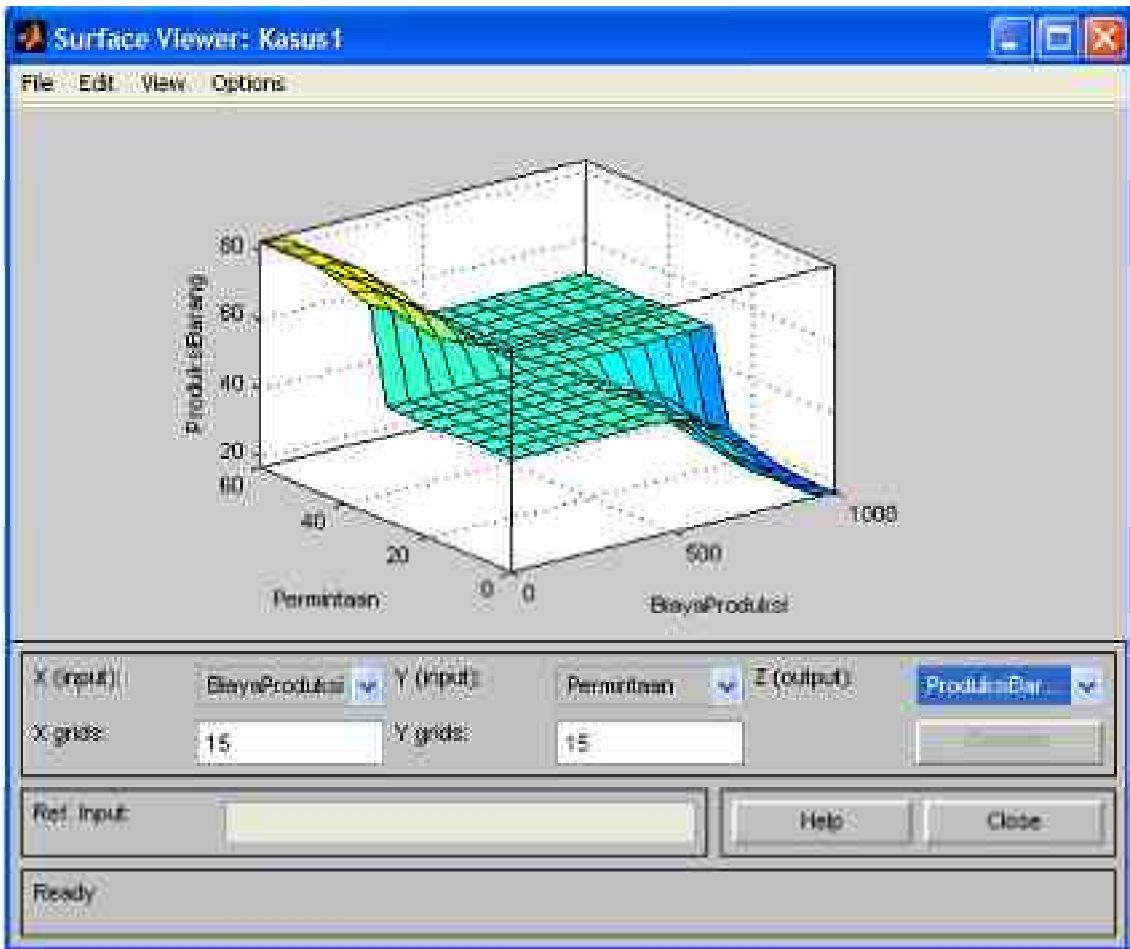 Surface Viewer: Kasus1
File Edit View Options
ProduksiBarang
80
60
40
20
60
40
20
0
0
500
1000
Permintaan
BiayaProduksi
X (input):
BiayaProduksi
Y (input):
Permintaan
Z (output):
ProduksiBar...
X grids:
15
Y grids:
15
Ref. Input:
Help
Close
Ready